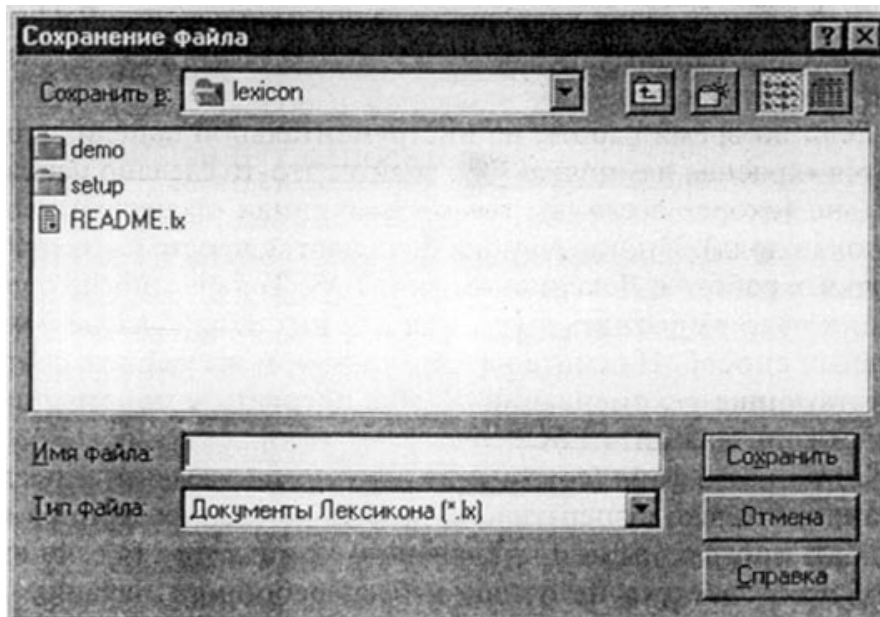 Сохранение Файла
Сохранить в: lexicon
demo
setup
README.lx
Имя файла:
Сохранить
Тип файла: Документы Лексикона (*.lx)
Отмена
Справка